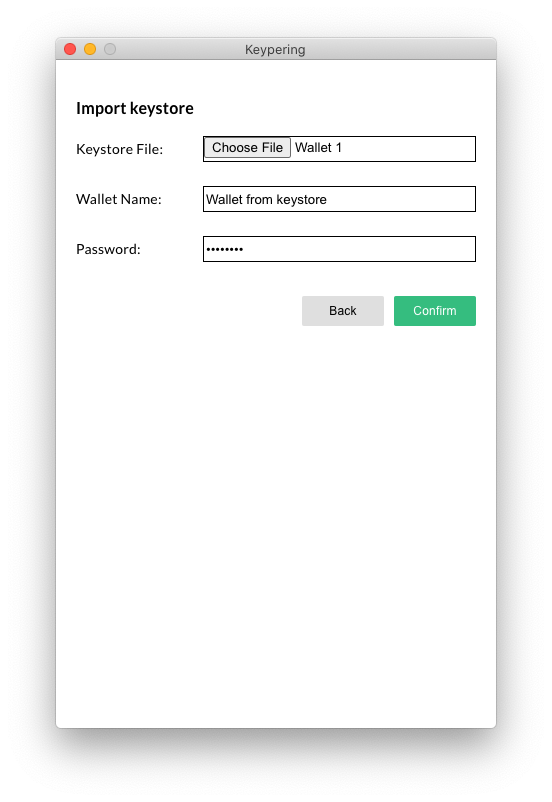 Keypering
Import keystore
Keystore File: Choose File Wallet 1
Wallet Name: Wallet from keystore
Password: ••••••••
Back Confirm